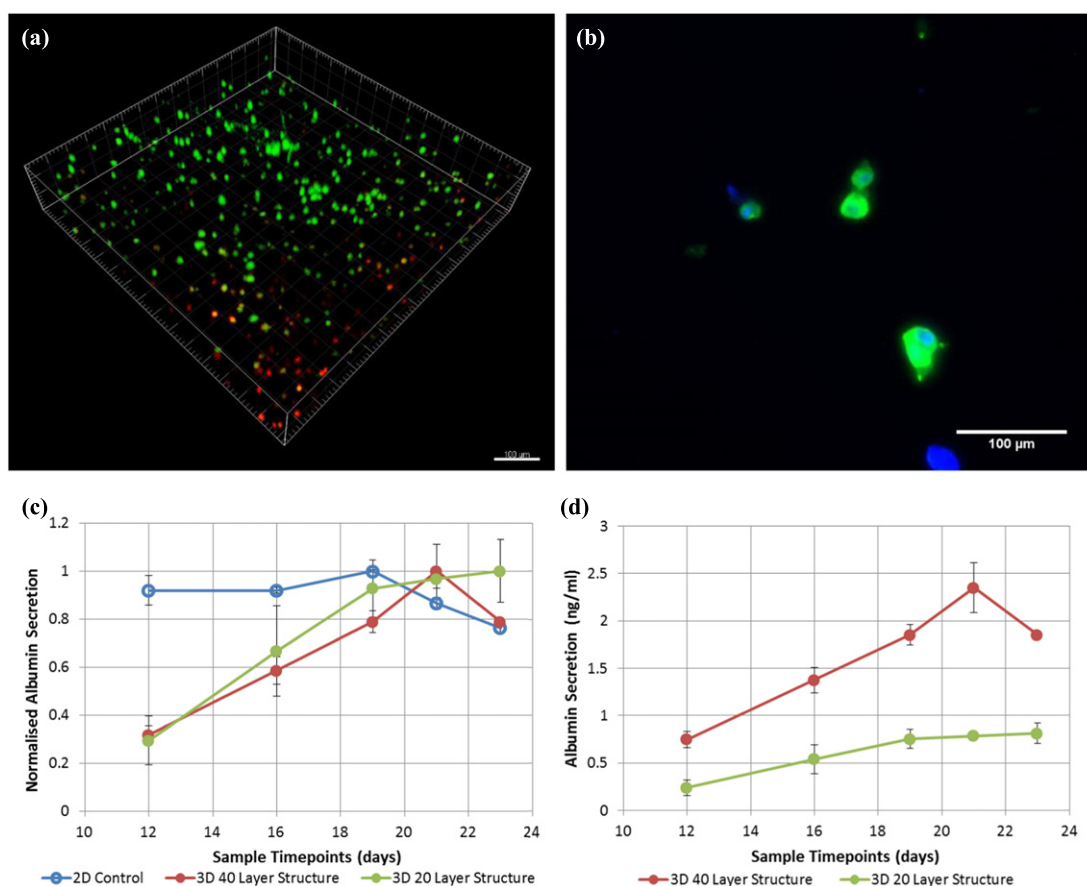 (a)
100 μm
(b)
100 μm
(c)
Normalised Albumin Secretion
1.2
1
0.8
0.6
0.4
0.2
0
10 12 14 16 18 20 22 24
Sample Timepoints (days)
2D Control 3D 40 Layer Structure 3D 20 Layer Structure
(d)
Albumin Secretion (ng/ml)
3
2.5
2
1.5
1
0.5
0
10 12 14 16 18 20 22 24
Sample Timepoints (days)
3D 40 Layer Structure 3D 20 Layer Structure